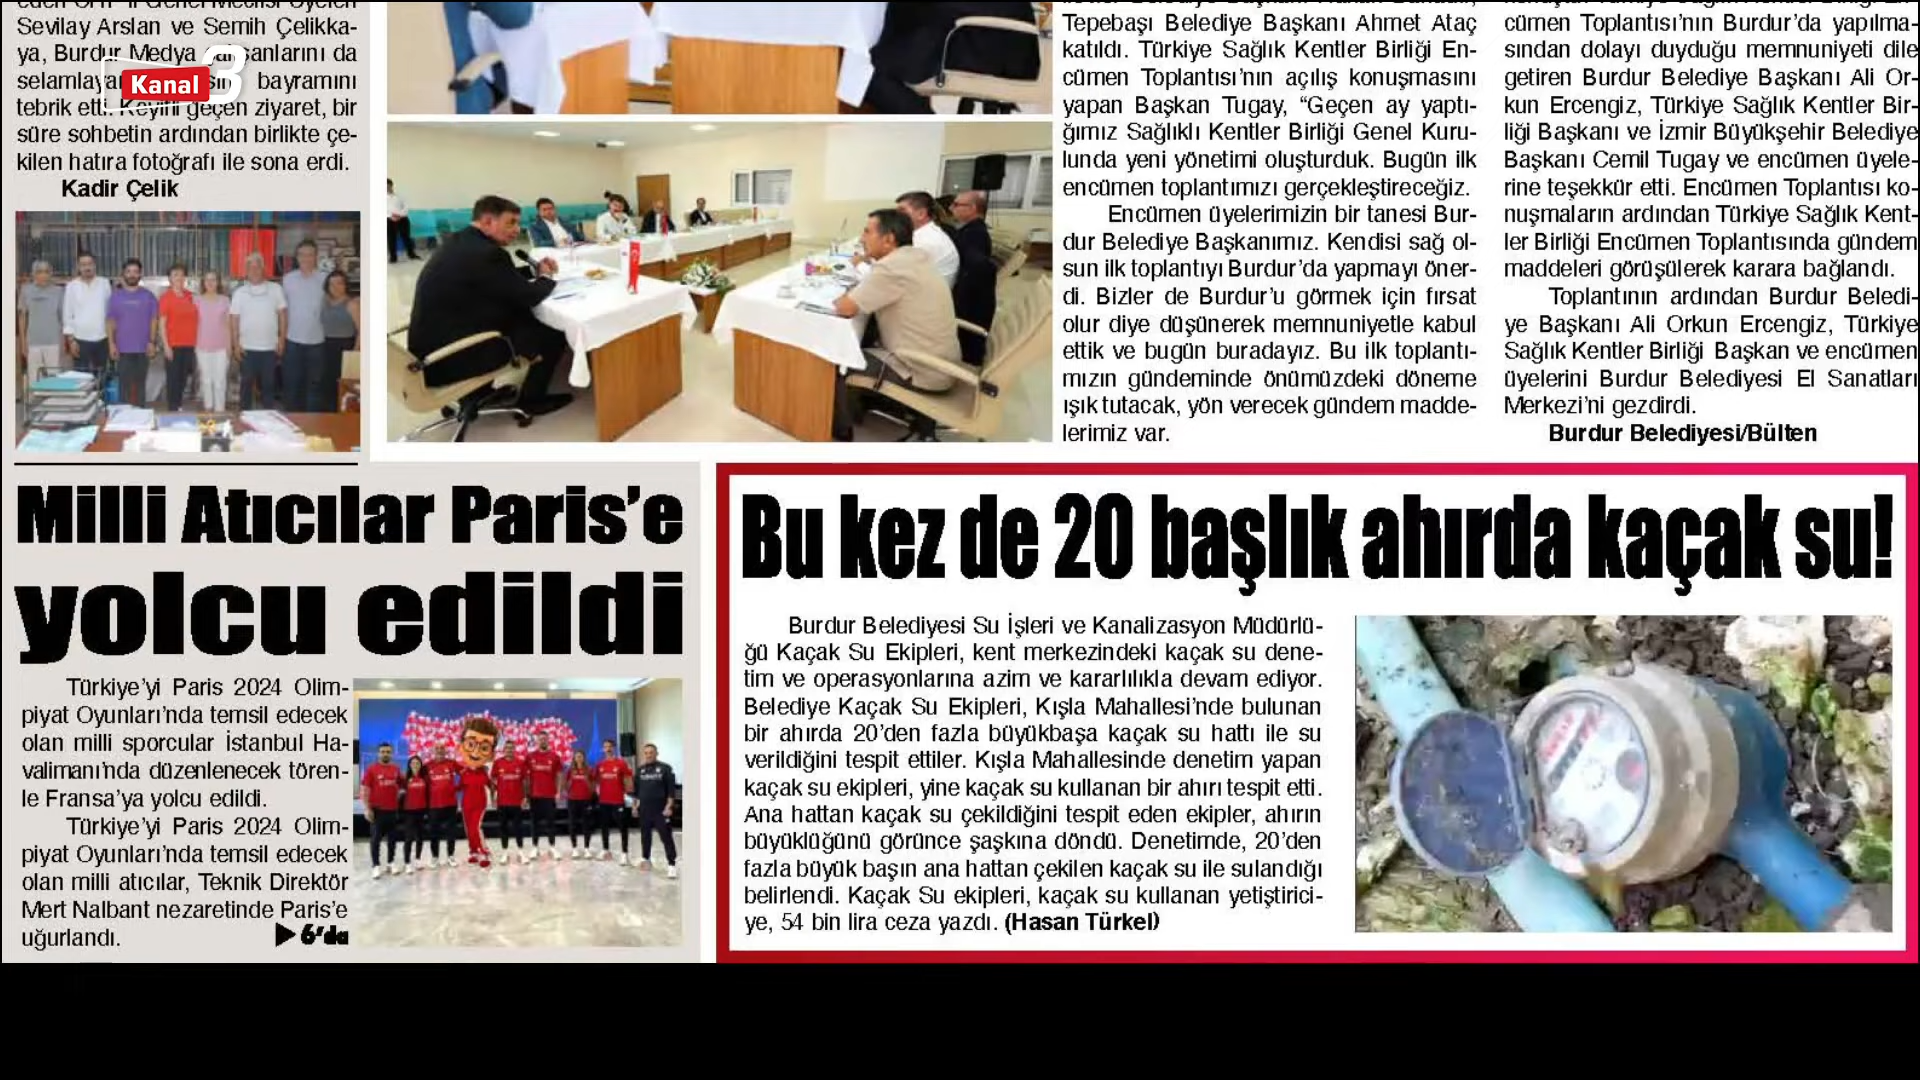 Sevilay Arslan ve Semih Çelikka-
ya, Burdur Medya çalışanlarını da
bayramını
tebrik etti. Keyifli geçen ziyaret, bir
süre sohbetin ardından birlikte çe-
kilen hatıra fotoğrafı ile sona erdi.
Kadir Çelik
Kanal 3
Tepebaşı Belediye Başkanı Ahmet Ataç
katıldı. Türkiye Sağlık Kentler Birliği En-
cümen Toplantısı’nın açılış konuşmasını
yapan Başkan Tugay, “Geçen ay yaptı-
ğımız Sağlıklı Kentler Birliği Genel Kuru-
lunda yeni yönetimi oluşturduk. Bugün ilk
encümen toplantımızı gerçekleştireceğiz.
Encümen üyelerimizin bir tanesi Bur-
dur Belediye Başkanımız. Kendisi sağ ol-
sun ilk toplantıyı Burdur’da yapmayı öner-
di. Bizler de Burdur’u görmek için fırsat
olur diye düşünerek memnuniyetle kabul
ettik ve bugün buradayız. Bu ilk toplantı-
mızın gündeminde önümüzdeki döneme
ışık tutacak, yön verecek gündem madde-
lerimiz var.
cümen Toplantısı’nın Burdur’da yapılma-
sından dolayı duyduğu memnuniyeti dile
getiren Burdur Belediye Başkanı Ali Or-
kun Ercengiz, Türkiye Sağlık Kentler Bir-
liği Başkanı ve İzmir Büyükşehir Belediye
Başkanı Cemil Tugay ve encümen üyele-
rine teşekkür etti. Encümen Toplantısı ko-
nuşmaların ardından Türkiye Sağlık Kent-
ler Birliği Encümen Toplantısında gündem
maddeleri görüşülerek karara bağlandı.
Toplantının ardından Burdur Beledi-
ye Başkanı Ali Orkun Ercengiz, Türkiye
Sağlık Kentler Birliği Başkan ve encümen
üyelerini Burdur Belediyesi El Sanatları
Merkezi’ni gezdirdi.
Burdur Belediyesi/Bülten
Milli Atıcılar Paris’e
yolcu edildi
Türkiye’yi Paris 2024 Olim-
piyat Oyunları’nda temsil edecek
olan milli sporcular İstanbul Ha-
valimanı’nda düzenlenecek tören-
le Fransa’ya yolcu edildi.
Türkiye’yi Paris 2024 Olim-
piyat Oyunları’nda temsil edecek
olan milli atıcılar, Teknik Direktör
Mert Nalbant nezaretinde Paris’e
uğurlandı. ▶ 6’da
Bu kez de 20 başlık ahırda kaçak su!
Burdur Belediyesi Su İşleri ve Kanalizasyon Müdürlü-
ğü Kaçak Su Ekipleri, kent merkezindeki kaçak su dene-
tim ve operasyonlarına azim ve kararlılıkla devam ediyor.
Belediye Kaçak Su Ekipleri, Kışla Mahallesi’nde bulunan
bir ahırda 20’den fazla büyükbaşa kaçak su hattı ile su
verildiğini tespit ettiler. Kışla Mahallesinde denetim yapan
kaçak su ekipleri, yine kaçak su kullanan bir ahırı tespit etti.
Ana hattan kaçak su çekildiğini tespit eden ekipler, ahırın
büyüklüğünü görünce şaşkına döndü. Denetimde, 20’den
fazla büyük başın ana hattan çekilen kaçak su ile sulandığı
belirlendi. Kaçak Su ekipleri, kaçak su kullanan yetiştirici-
ye, 54 bin lira ceza yazdı. (Hasan Türkel)